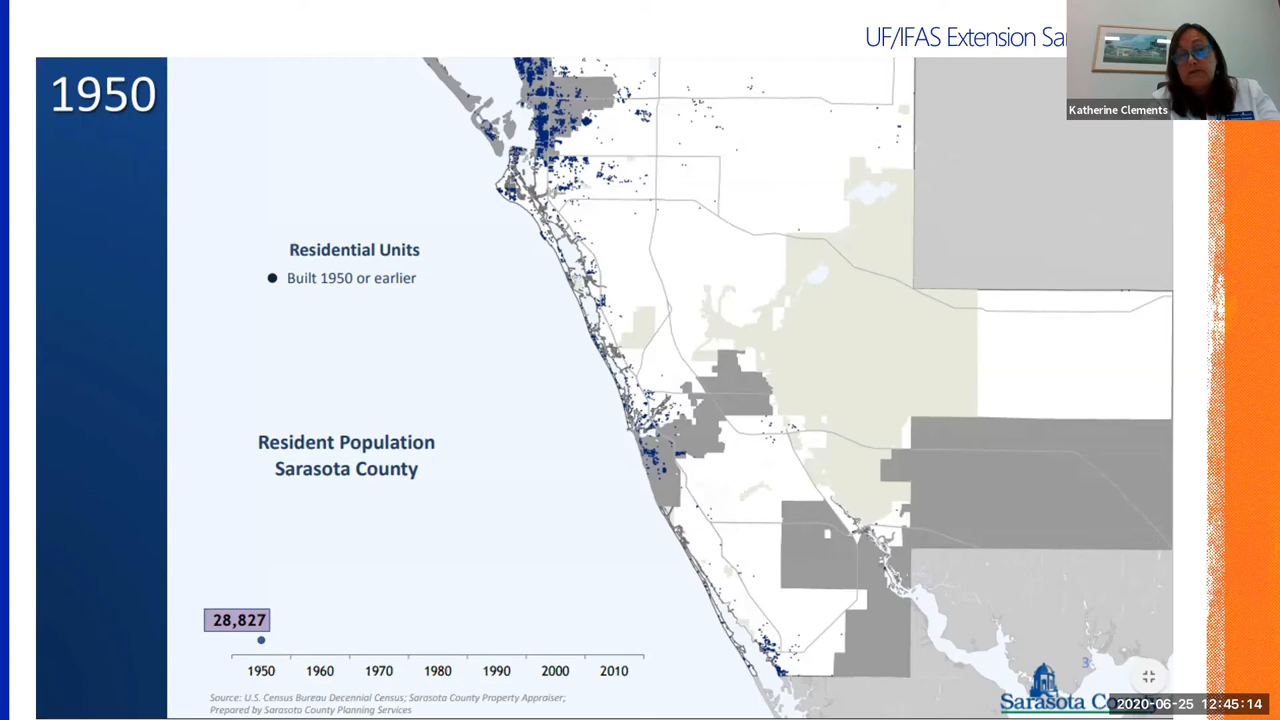 UF/IFAS Extension
Katherine Clements
1950
Residential Units
Built 1950 or earlier
Resident Population
Sarasota County
28,827
1950 1960 1970 1980 1990 2000 2010
Source: U.S. Census Bureau Decennial Census; Sarasota County Property Appraiser;
Prepared by Sarasota County Planning Services
3
Sarasota
2020-06-25 12:45:14